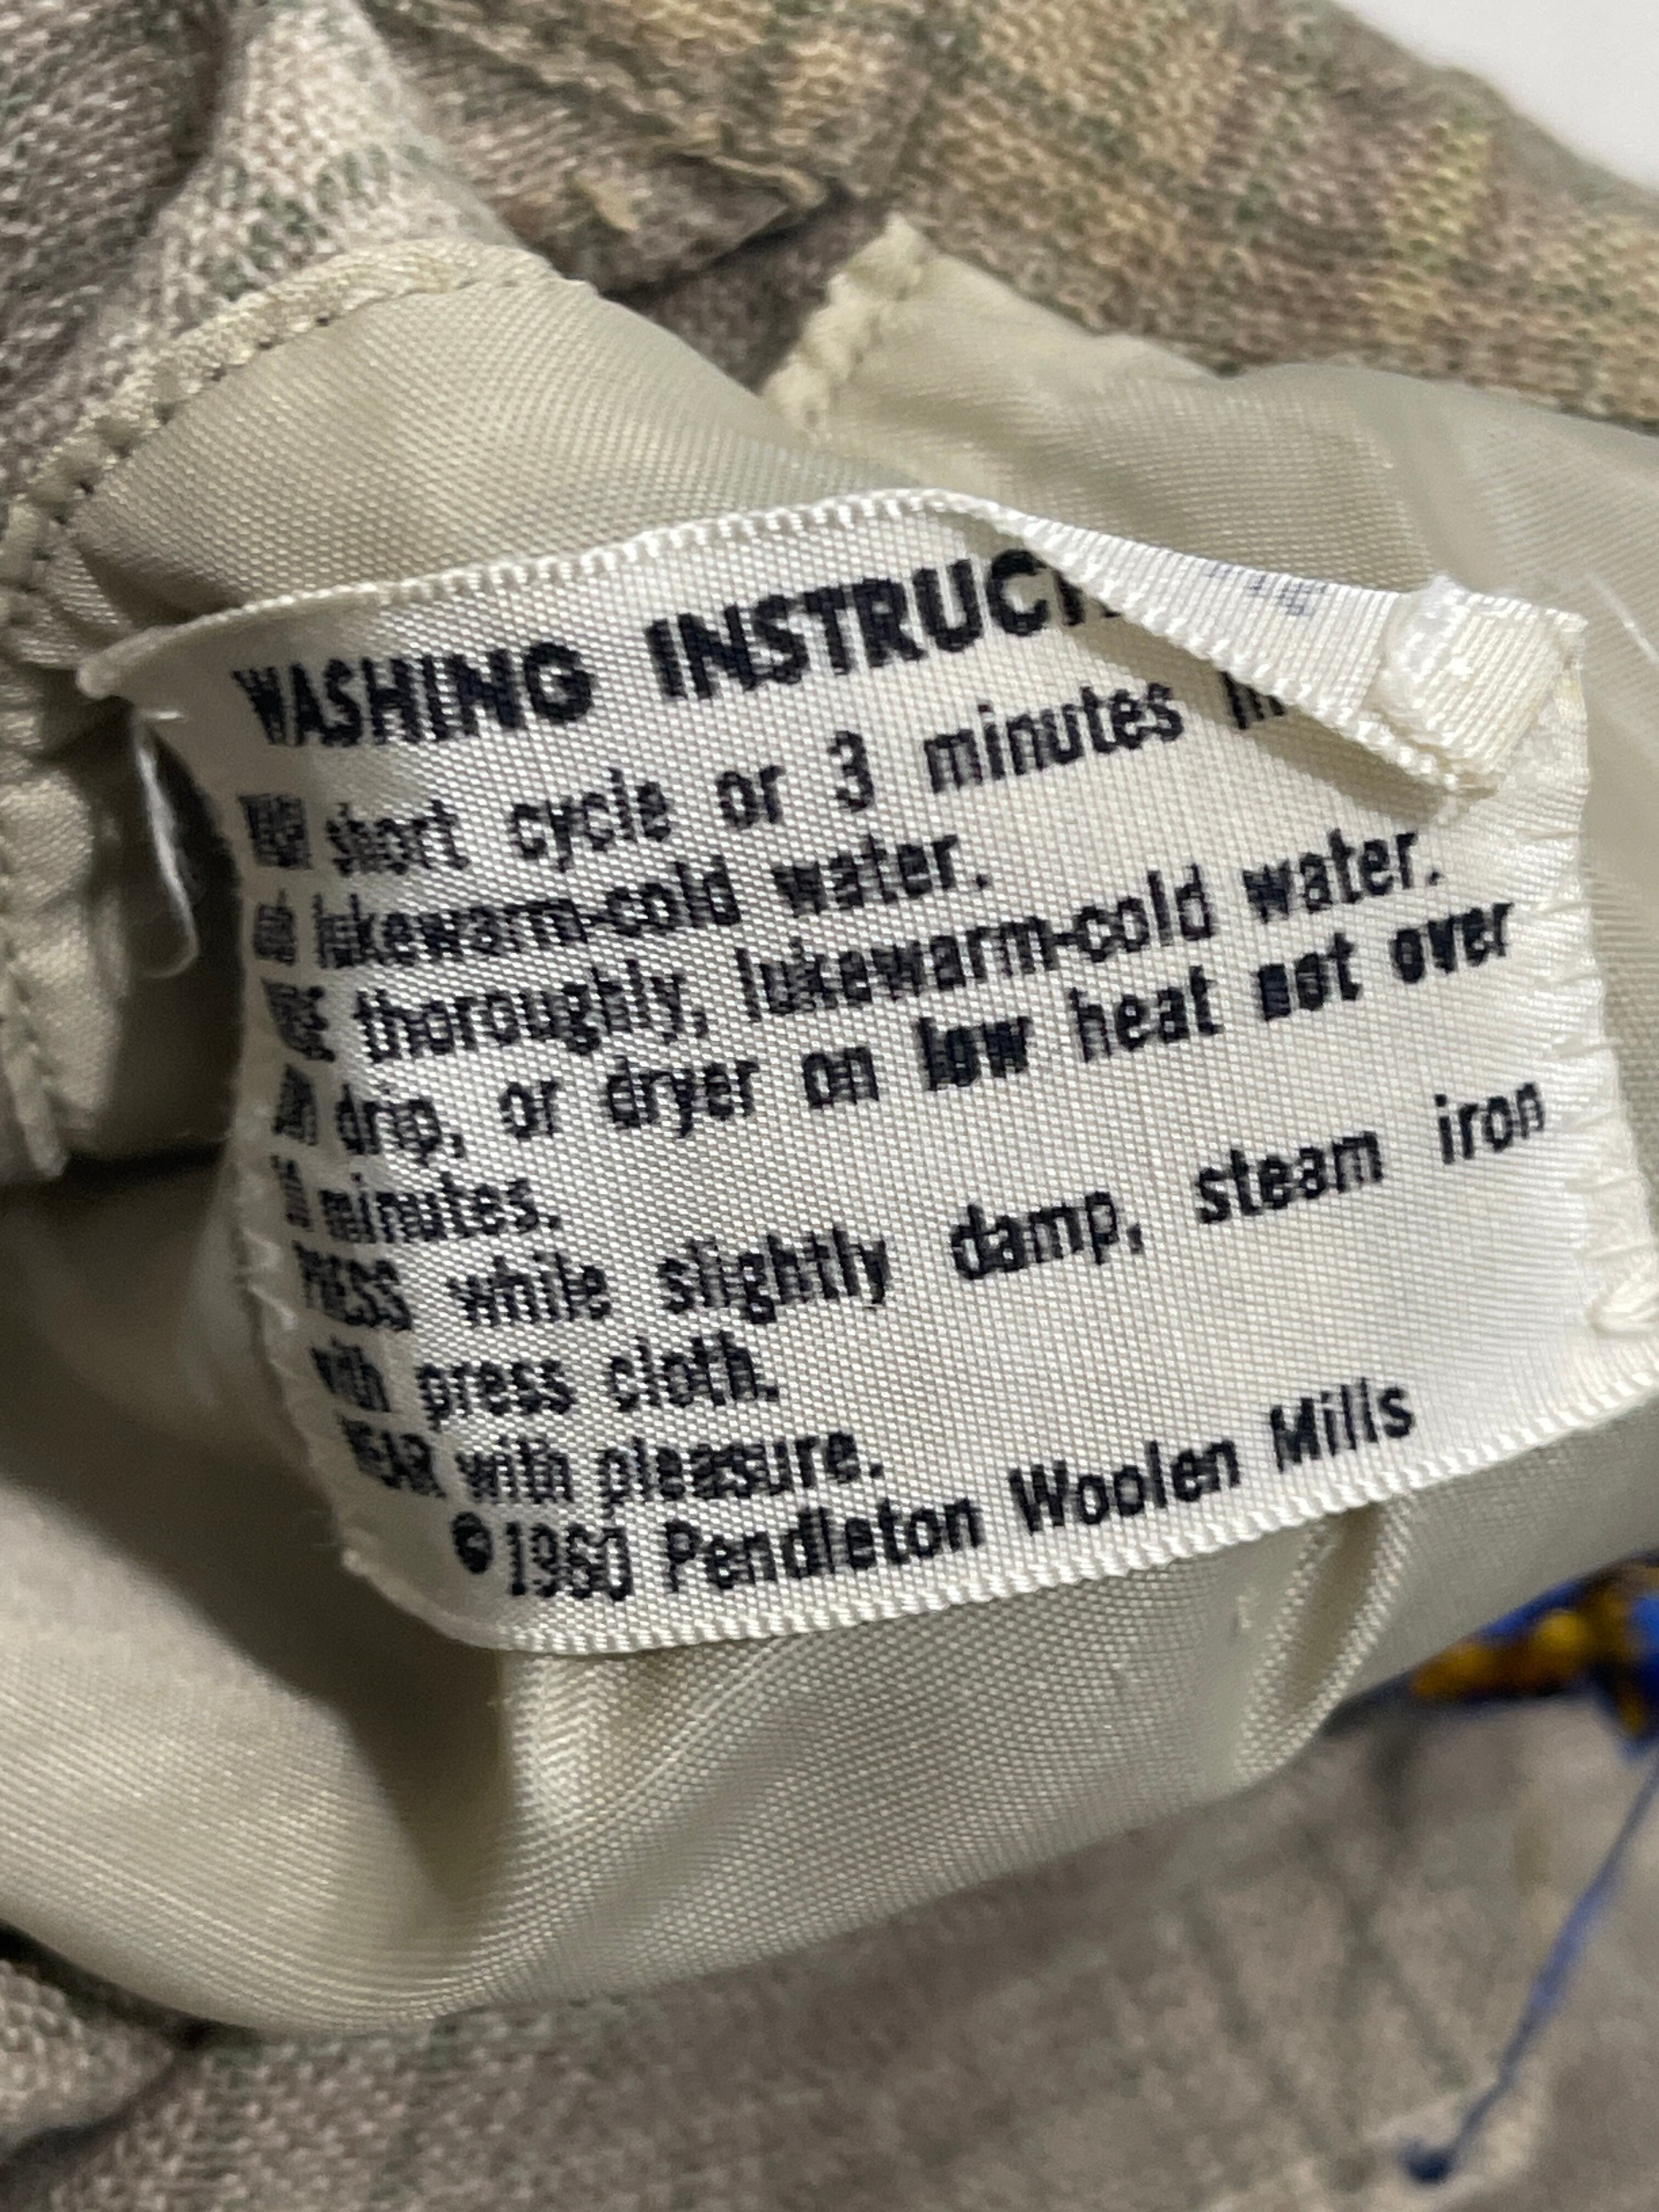 WASHING INSTRUCT
short cycle or 3 minutes in
lukewarm-cold water.
thoroughly, lukewarm-cold water.
drip, or dryer on low heat not over
minutes.
PRESS while slightly damp, steam iron
with press cloth.
WEAR with pleasure.
© 1960 Pendleton Woolen Mills